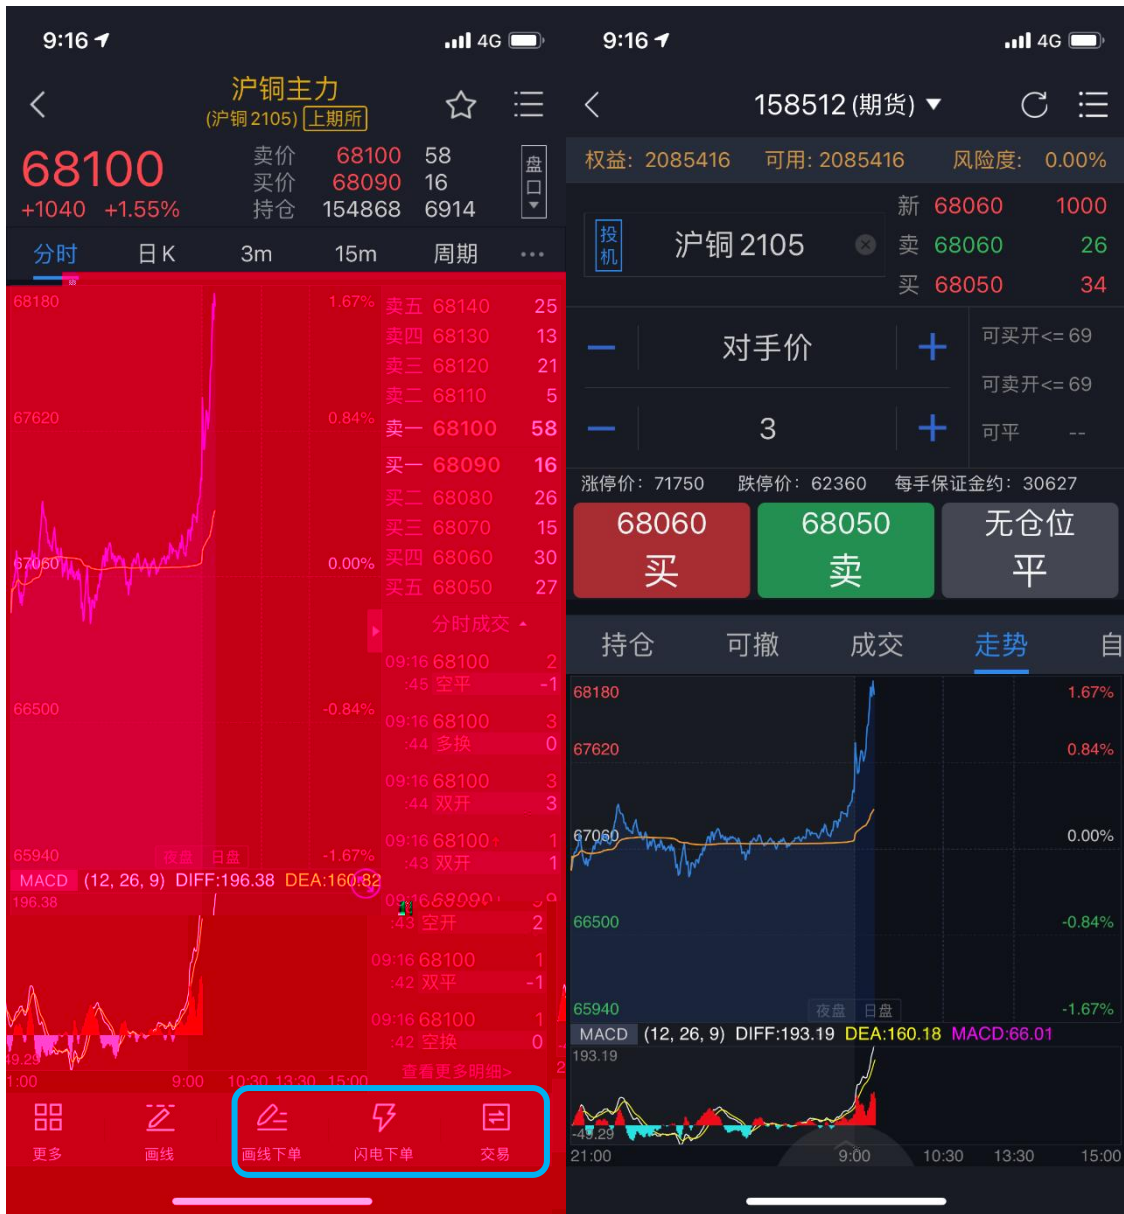 9:16
4G
沪铜主力
(沪铜2105) 上期所
68100
+1040 +1.55%
卖价 68100 58
买价 68090 16
持仓 154868 6914
盘口
分时 日K 3m 15m 周期
68180 1.67%
67620 0.84%
67060 0.00%
66500 -0.84%
65940 -1.67%
夜盘 日盘
卖五 68140 25
卖四 68130 13
卖三 68120 21
卖二 68110 5
卖一 68100 58
买一 68090 16
买二 68080 26
买三 68070 15
买四 68060 30
买五 68050 27
分时成交
09:16 68100 2
:45 空平 -1
09:16 68100 3
:44 多换 0
09:16 68100 3
:44 双开 3
09:16 68100 1
:43 双开 1
:43 空开 2
09:16 68100 1
:42 双平 -1
09:16 68100 1
:42 空换 0
查看更多明细>
MACD (12, 26, 9) DIFF:196.38 DEA:160.82
196.38
49.29
1:00 9:00 10:30 13:30 15:00
更多 画线 画线下单 闪电下单 交易
9:16
4G
158512 (期货)
权益: 2085416 可用: 2085416 风险度: 0.00%
投机
沪铜 2105
新 68060 1000
卖 68060 26
买 68050 34
对手价
3
可买开<= 69
可卖开<= 69
可平 --
涨停价: 71750 跌停价: 62360 每手保证金约: 30627
68060 68050 无仓位
买 卖 平
持仓 可撤 成交 走势 自
68180 1.67%
67620 0.84%
67060 0.00%
66500 -0.84%
65940 -1.67%
夜盘 日盘
MACD (12, 26, 9) DIFF:193.19 DEA:160.18 MACD:66.01
193.19
-49.29
21:00 9:00 10:30 13:30 15:00